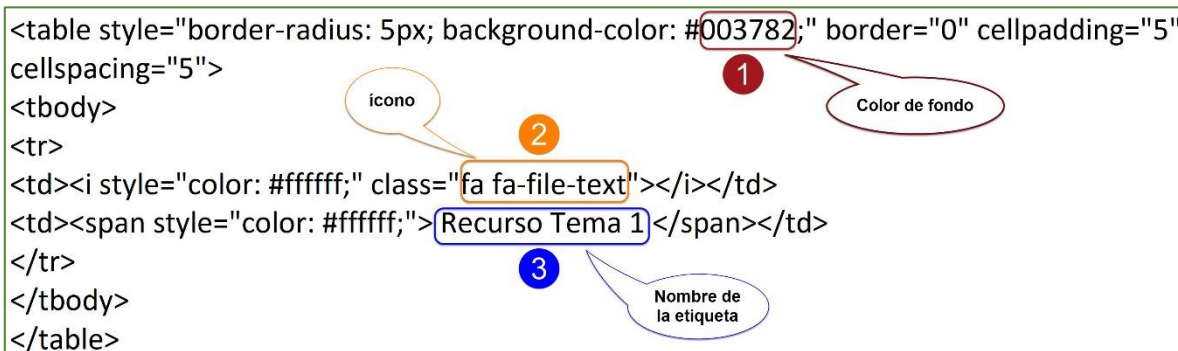 <table style="border-radius: 5px; background-color: #003782;" border="0" cellpadding="5"
cellspacing="5">
1
Color de fondo
<tbody>
ícono
<tr>
2
<td><i style="color: #ffffff;" class="fa fa-file-text"></i></td>
<td><span style="color: #ffffff;"> Recurso Tema 1 </span></td>
</tr>
3
</tbody>
Nombre de
la etiqueta
</table>